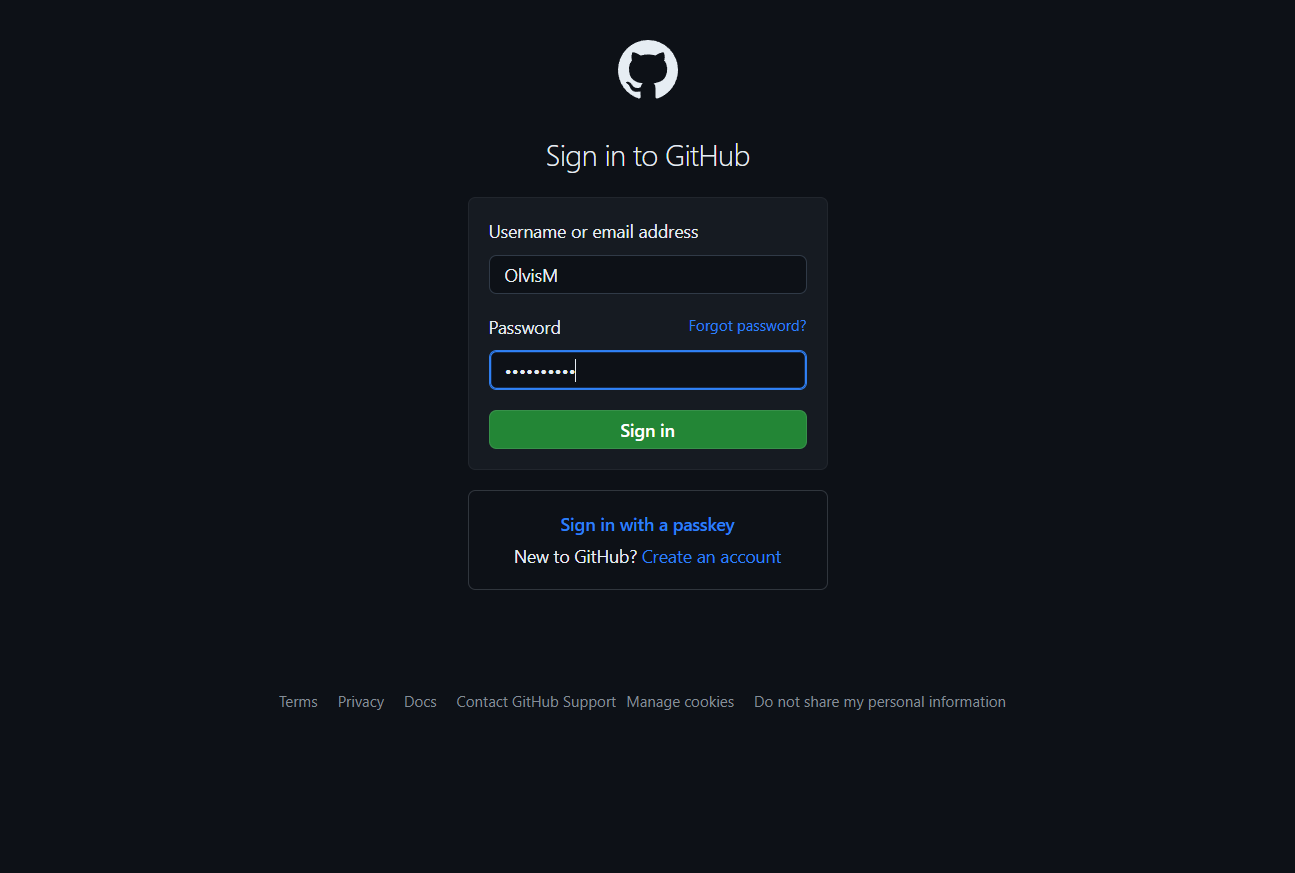 Sign in to GitHub
Username or email address
OlvisM
Password Forgot password?
••••••••••
Sign in
Sign in with a passkey
New to GitHub? Create an account
Terms Privacy Docs Contact GitHub Support Manage cookies Do not share my personal information